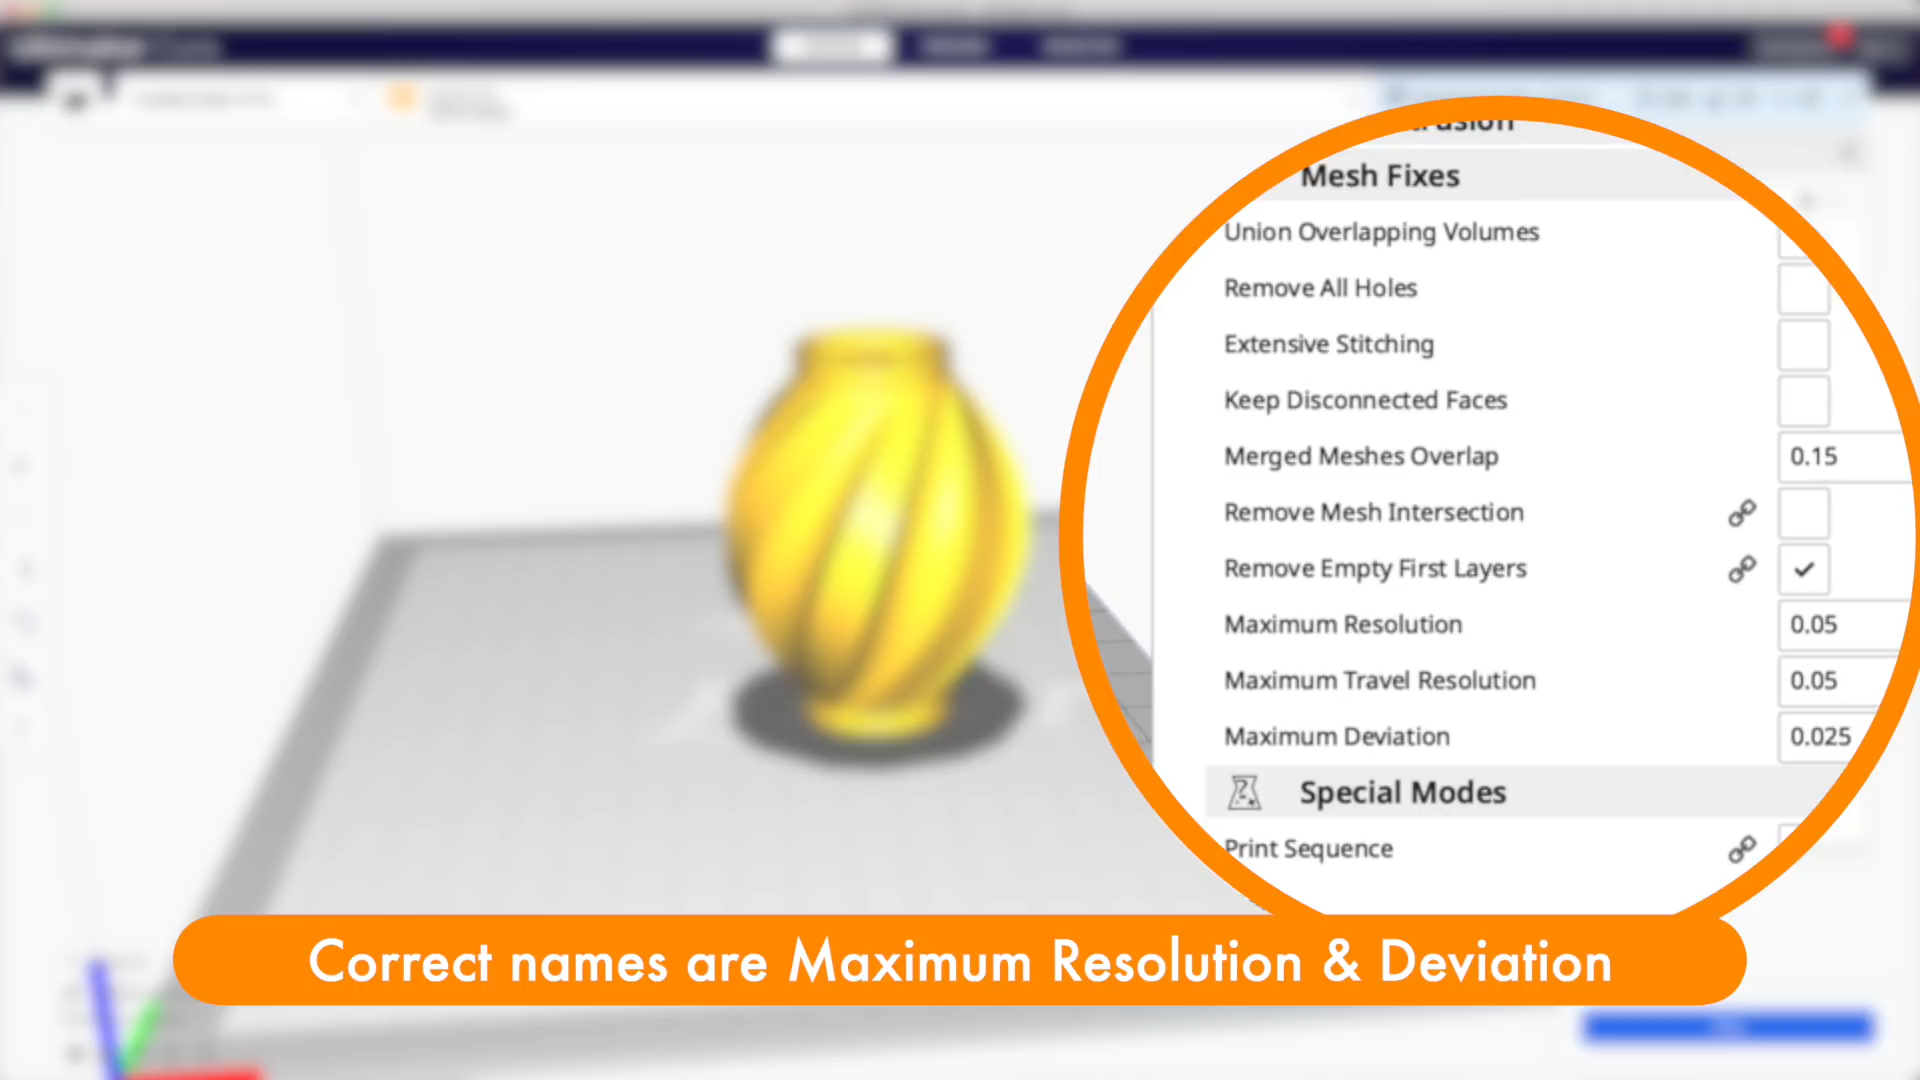 Mesh Fixes
Union Overlapping Volumes
Remove All Holes
Extensive Stitching
Keep Disconnected Faces
Merged Meshes Overlap 0.15
Remove Mesh Intersection
Remove Empty First Layers
Maximum Resolution 0.05
Maximum Travel Resolution 0.05
Maximum Deviation 0.025
Special Modes
Print Sequence
Correct names are Maximum Resolution & Deviation